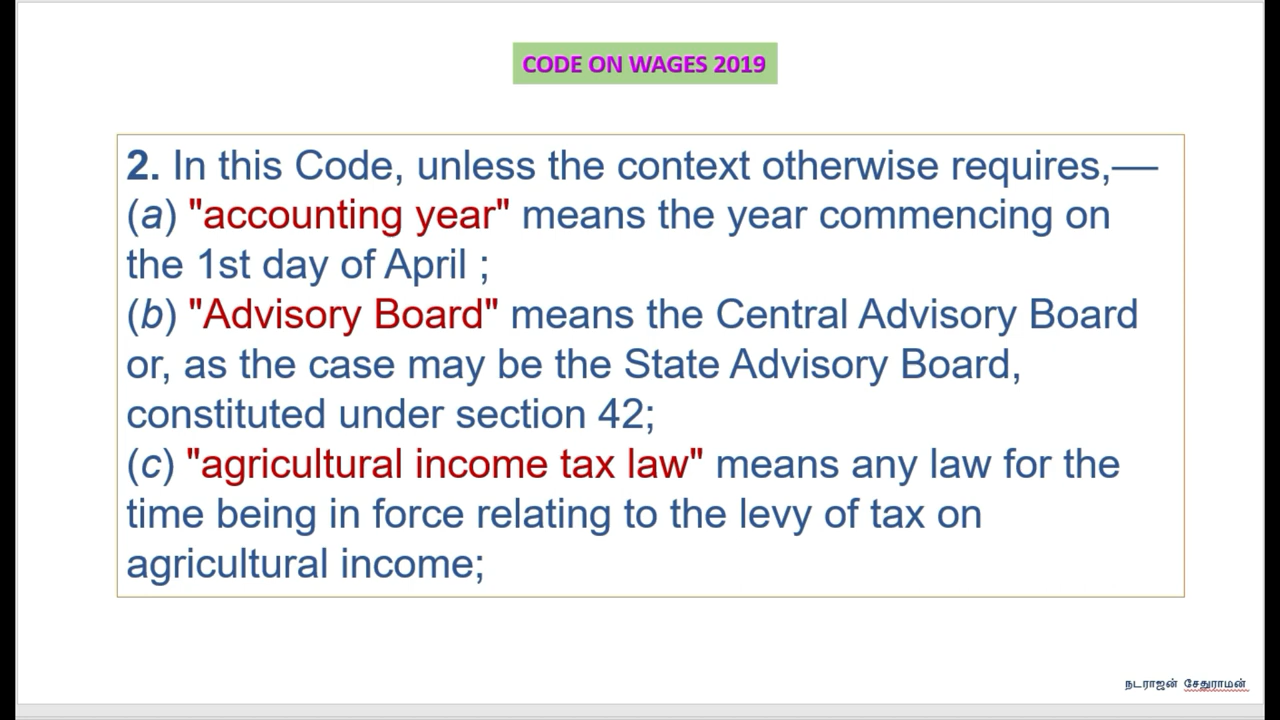 CODE ON WAGES 2019
2. In this Code, unless the context otherwise requires,—
(a) "accounting year" means the year commencing on
the 1st day of April ;
(b) "Advisory Board" means the Central Advisory Board
or, as the case may be the State Advisory Board,
constituted under section 42;
(c) "agricultural income tax law" means any law for the
time being in force relating to the levy of tax on
agricultural income;
நடராஜன் சேதுராமன்